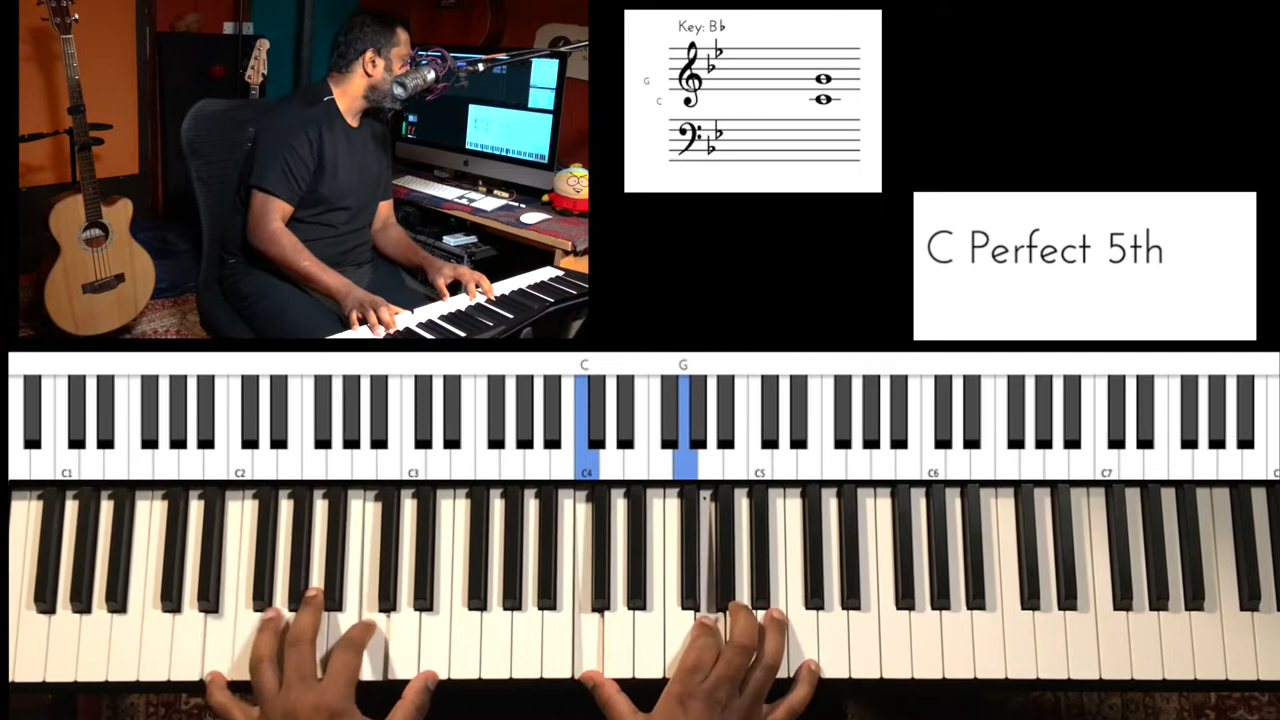 Key: B♭
G
C
C Perfect 5th
C G
C1 C2 C3 C4 C5 C6 C7